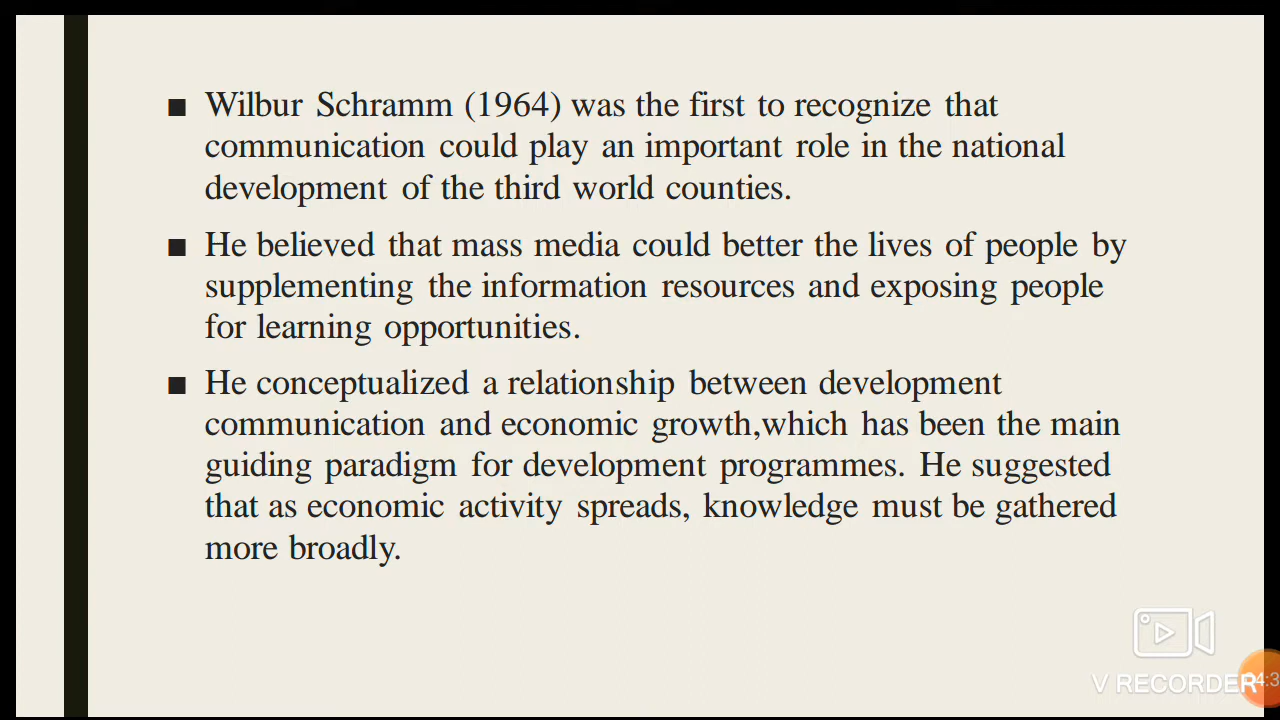 Wilbur Schramm (1964) was the first to recognize that
communication could play an important role in the national
development of the third world counties.
He believed that mass media could better the lives of people by
supplementing the information resources and exposing people
for learning opportunities.
He conceptualized a relationship between development
communication and economic growth,which has been the main
guiding paradigm for development programmes. He suggested
that as economic activity spreads, knowledge must be gathered
more broadly.
V RECORDER